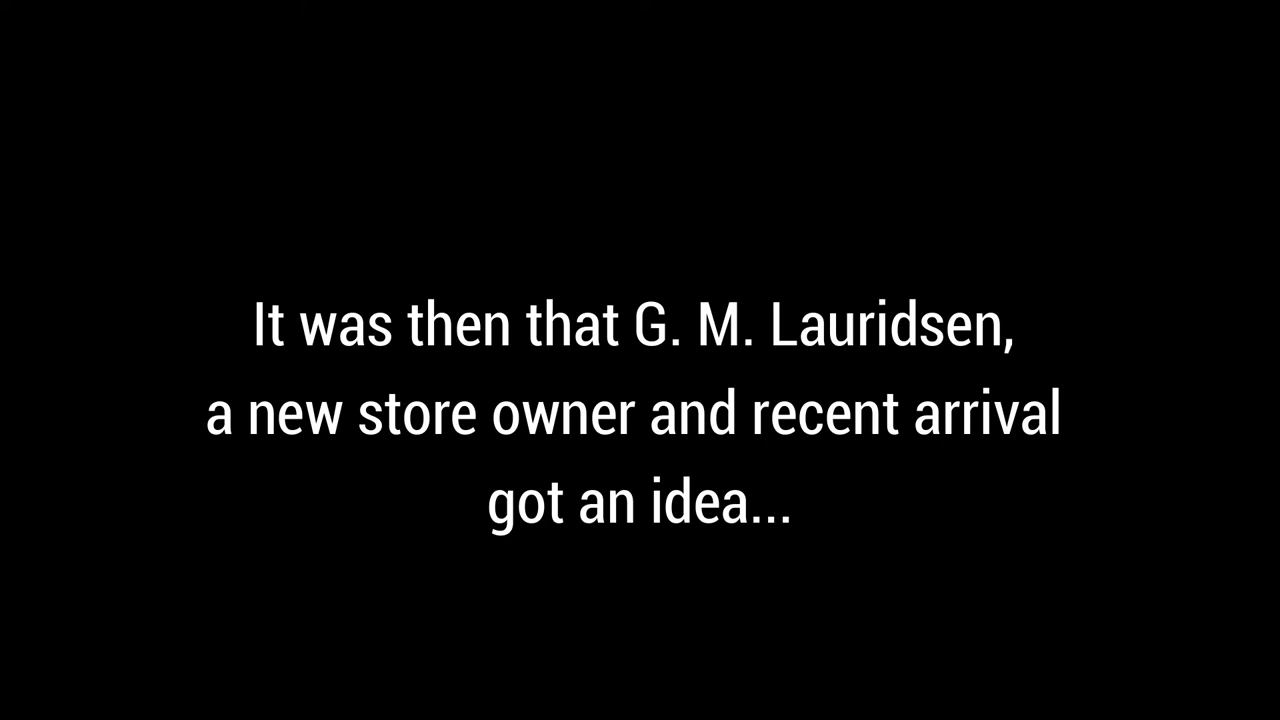 It was then that G. M. Lauridsen,
a new store owner and recent arrival
got an idea...